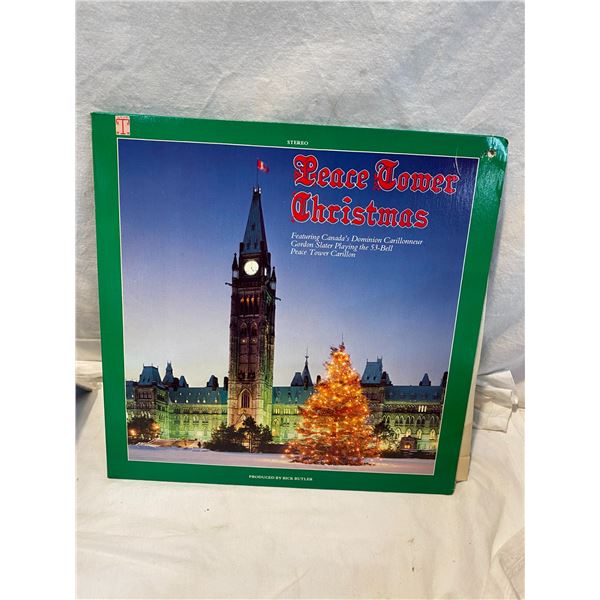 STEREO
Peace Tower
Christmas
Featuring Canada's Dominion Carillonneur
Gordon Slater Playing the 53-Bell
Peace Tower Carillon
PRODUCED BY RICK BUTLER